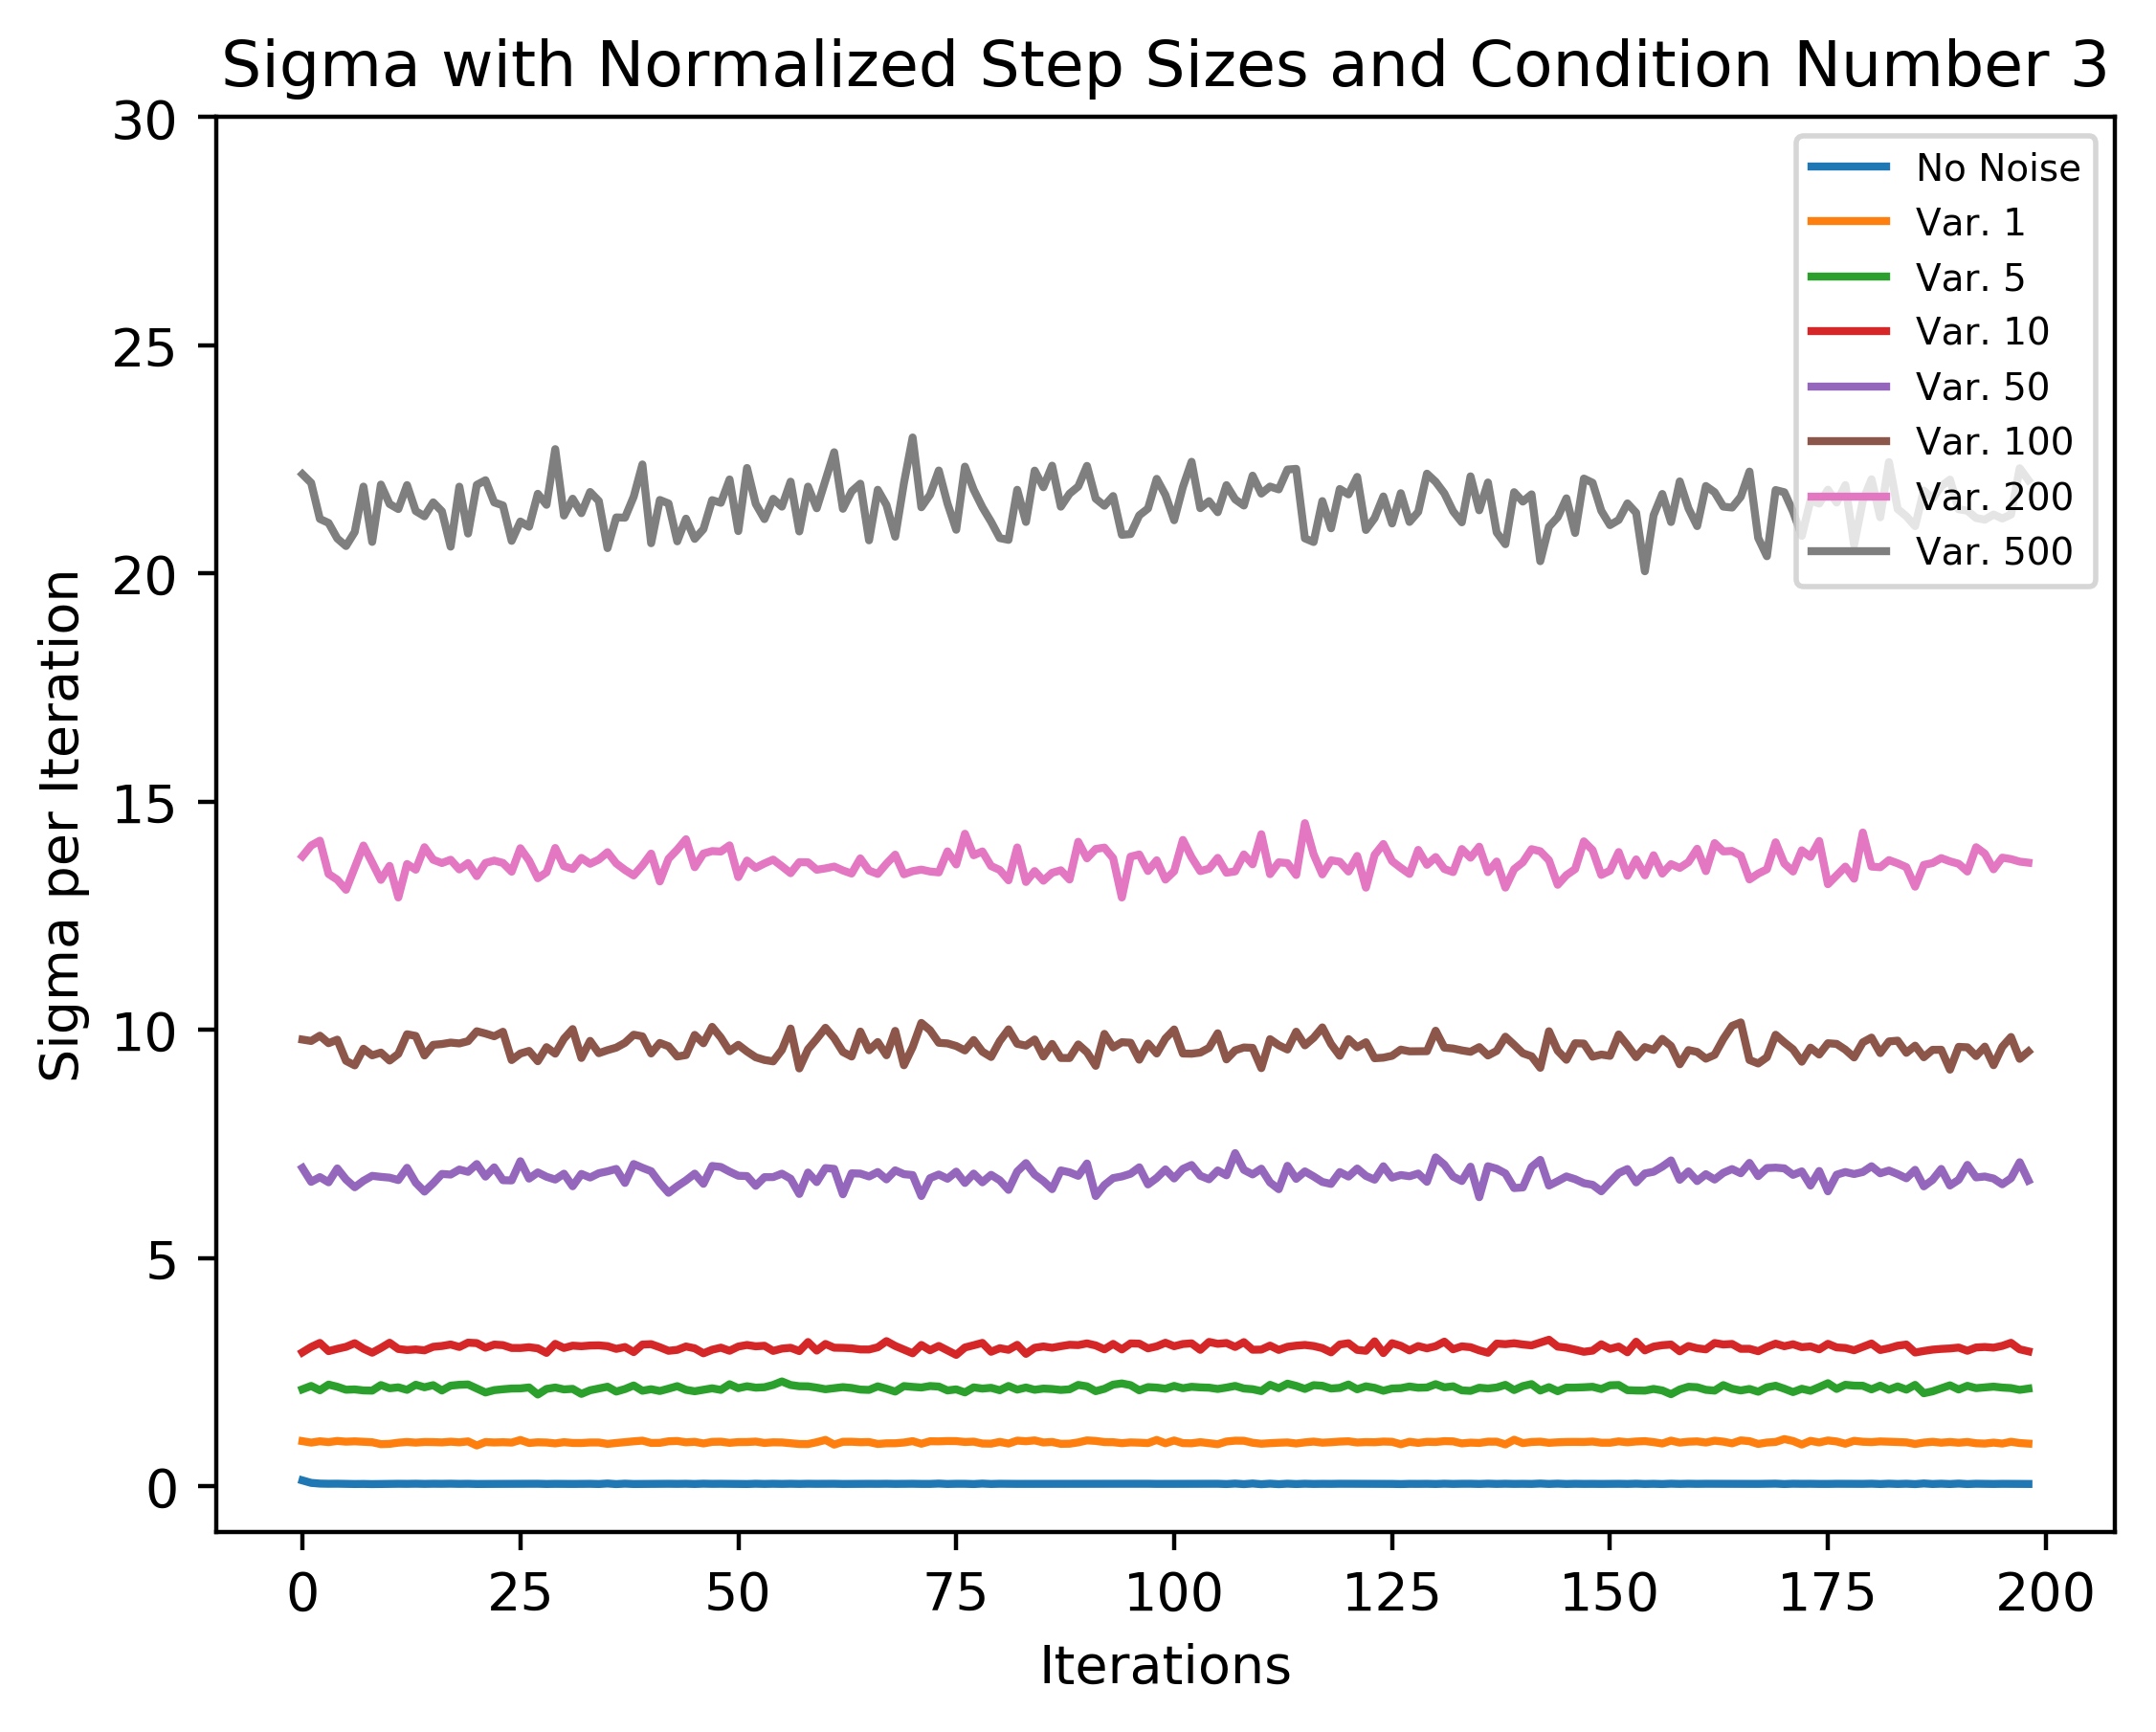 Sigma with Normalized Step Sizes and Condition Number 3
30
25
20
15
10
5
0
Sigma per Iteration
No Noise
Var. 1
Var. 5
Var. 10
Var. 50
Var. 100
Var. 200
Var. 500
0 25 50 75 100 125 150 175 200
Iterations